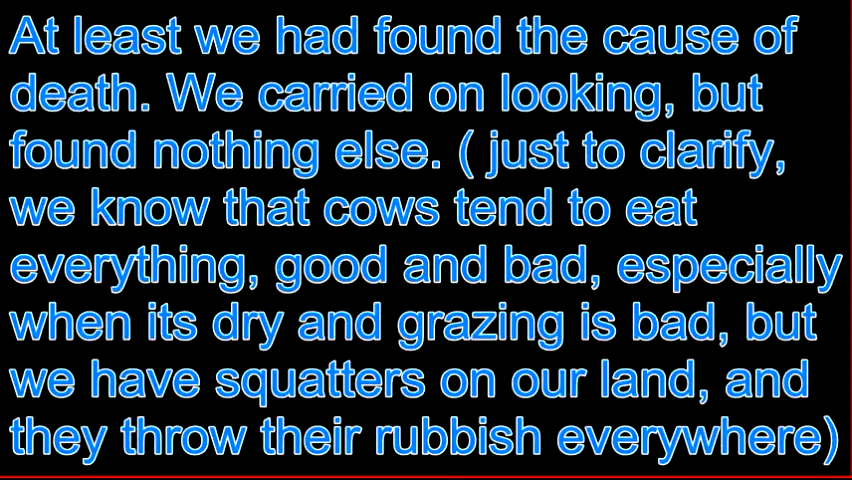 At least we had found the cause of
death. We carried on looking, but
found nothing else. ( just to clarify,
we know that cows tend to eat
everything, good and bad, especially
when its dry and grazing is bad, but
we have squatters on our land, and
they throw their rubbish everywhere)